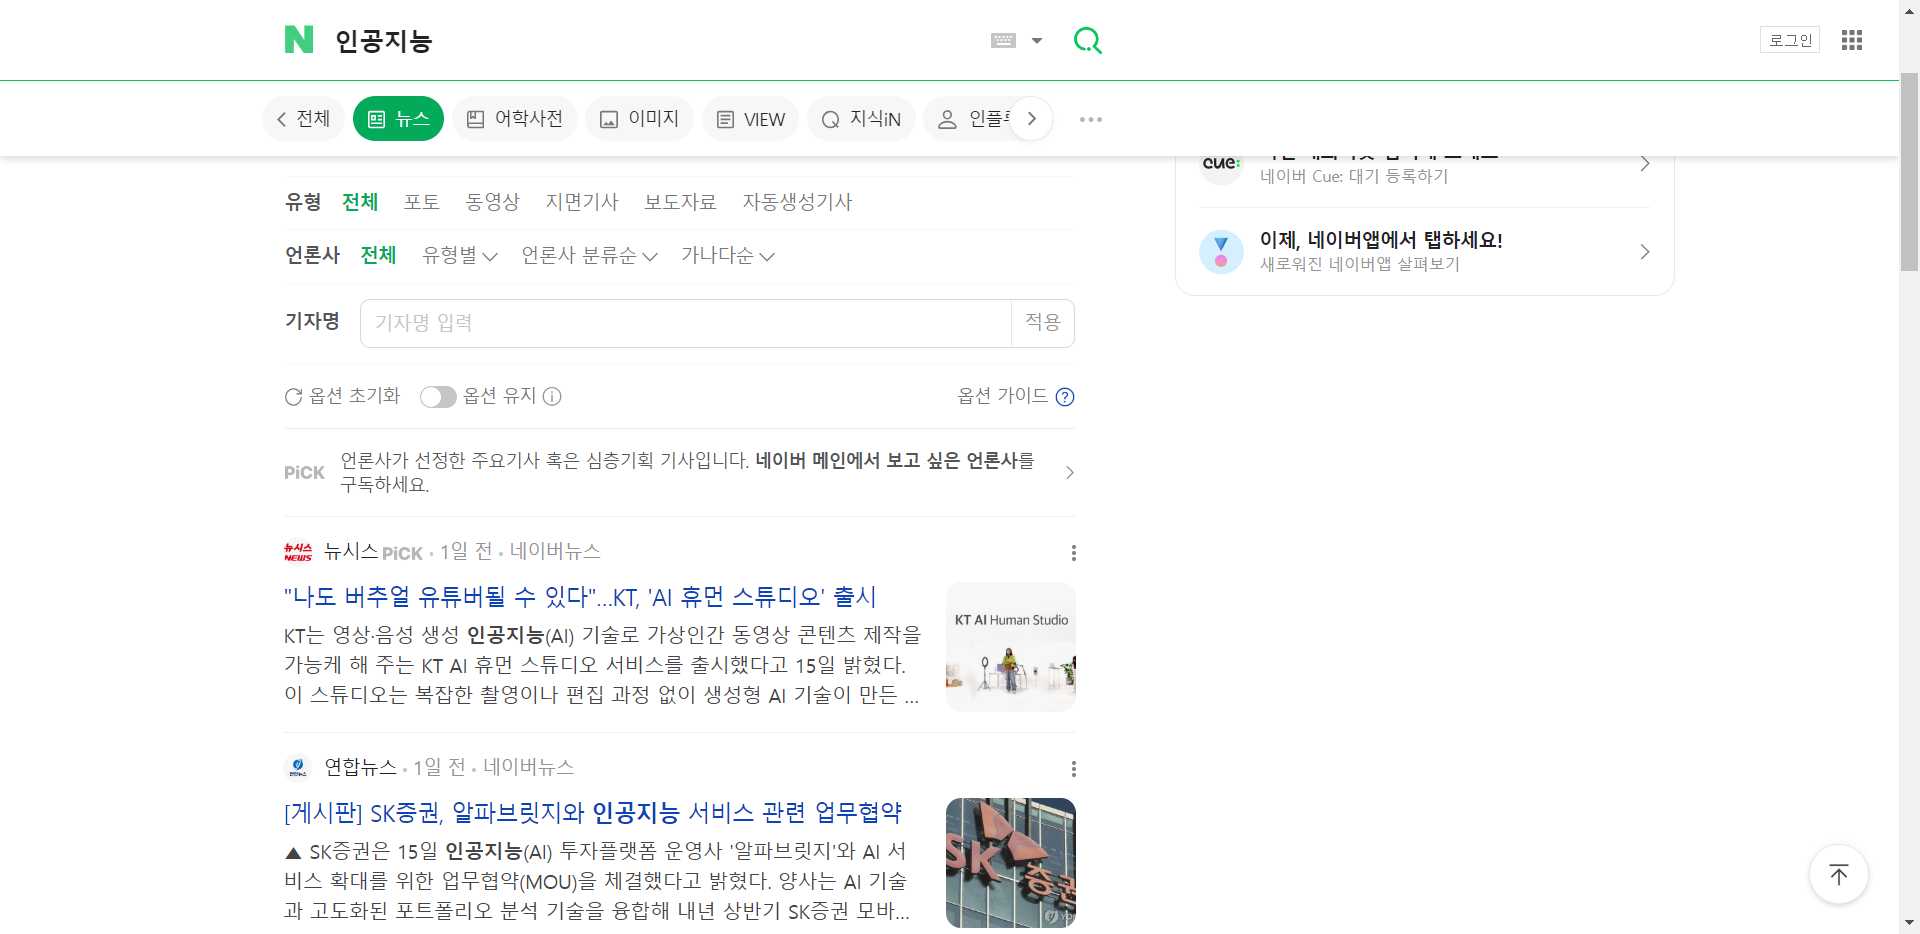 N 인공지능
로그인
전체 뉴스 어학사전 이미지 VIEW 지식iN
cue:
네이버 Cue: 대기 등록하기
유형 전체 포토 동영상 지면기사 보도자료 자동생성기사
이제, 네이버앱에서 탭하세요!
새로워진 네이버앱 살펴보기
언론사 전체 유형별 언론사 분류순 가나다순
기자명 기자명 입력 적용
옵션 초기화 옵션 유지 옵션 가이드
PiCK 언론사가 선정한 주요기사 혹은 심층기획 기사입니다. 네이버 메인에서 보고 싶은 언론사를
구독하세요.
뉴시스 NEWS 뉴시스 PiCK · 1일 전 · 네이버뉴스
"나도 버추얼 유튜버될 수 있다"...KT, 'AI 휴먼 스튜디오' 출시
KT는 영상·음성 생성 인공지능(AI) 기술로 가상인간 동영상 콘텐츠 제작을
가능케 해 주는 KT AI 휴먼 스튜디오 서비스를 출시했다고 15일 밝혔다.
이 스튜디오는 복잡한 촬영이나 편집 과정 없이 생성형 AI 기술이 만든 ...
KT AI Human Studio
연합뉴스 · 1일 전 · 네이버뉴스
[게시판] SK증권, 알파브릿지와 인공지능 서비스 관련 업무협약
▲ SK증권은 15일 인공지능(AI) 투자플랫폼 운영사 '알파브릿지'와 AI 서
비스 확대를 위한 업무협약(MOU)을 체결했다고 밝혔다. 양사는 AI 기술
과 고도화된 포트폴리오 분석 기술을 융합해 내년 상반기 SK증권 모바...
SK 증권